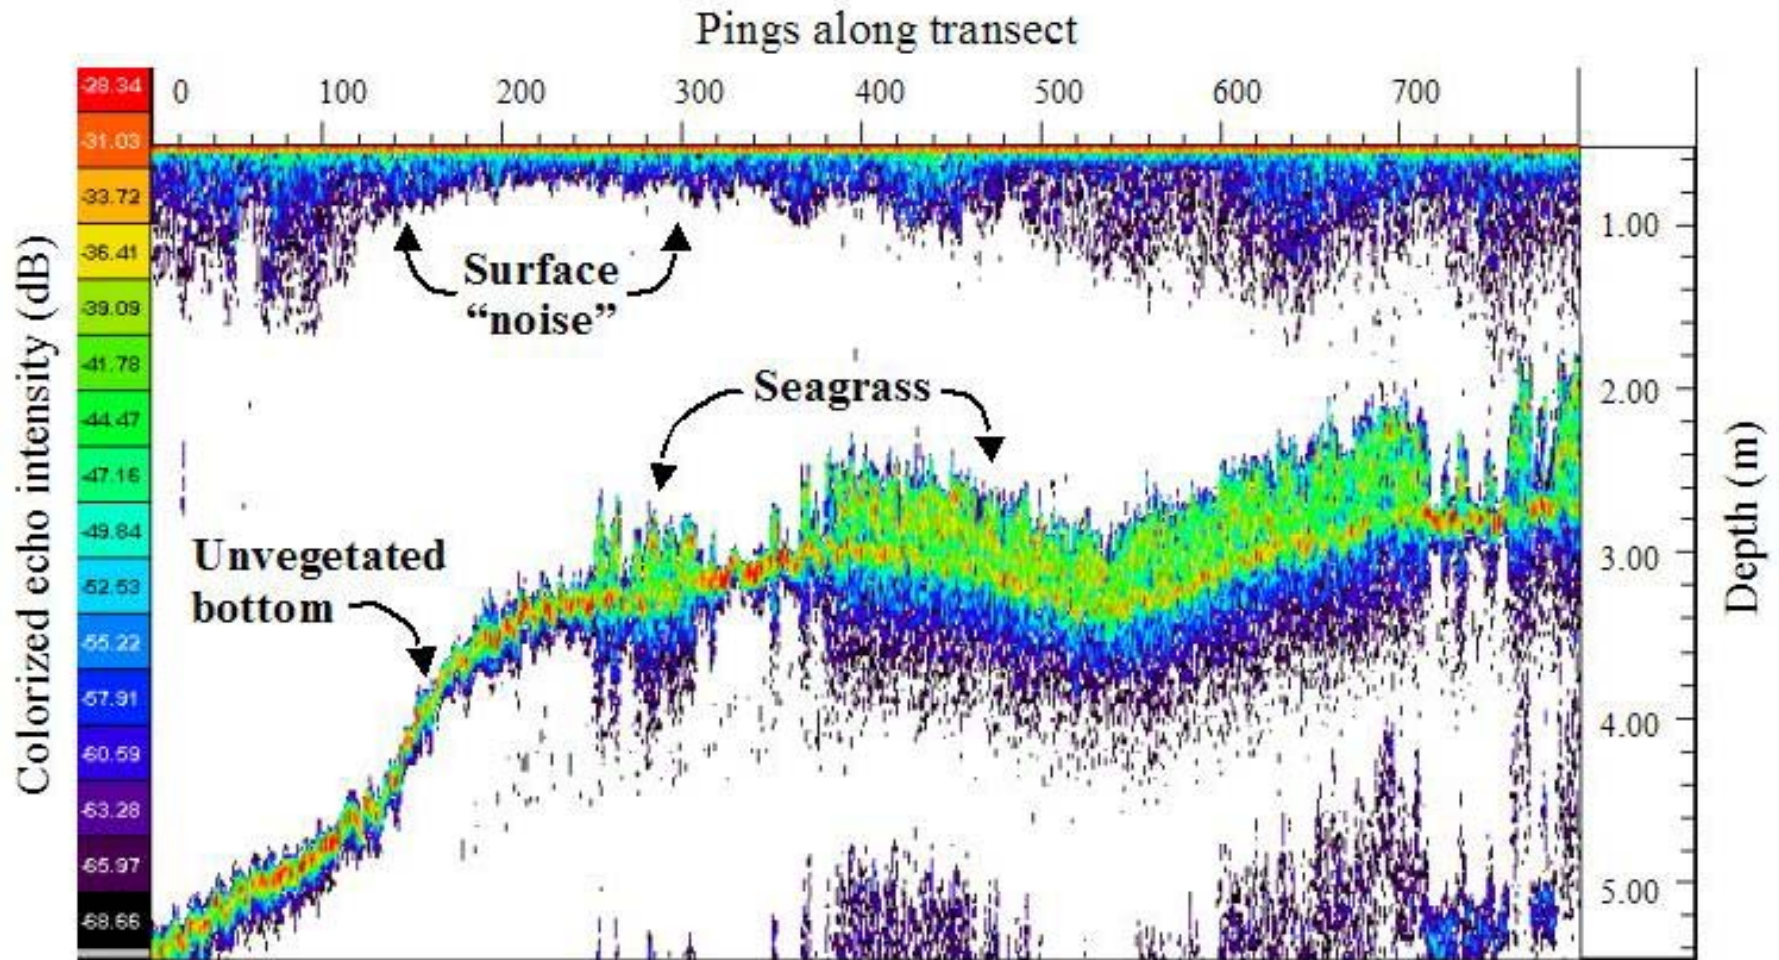 Pings along transect
0 100 200 300 400 500 600 700
Colorized echo intensity (dB)
-28.34
-31.03
-33.72
-36.41
-39.09
-41.78
-44.47
-47.16
-49.84
-52.53
-55.22
-57.91
-60.59
-63.28
-65.97
-68.66
Surface
“noise”
Seagrass
Unvegetated
bottom
1.00
2.00
3.00
4.00
5.00
Depth (m)